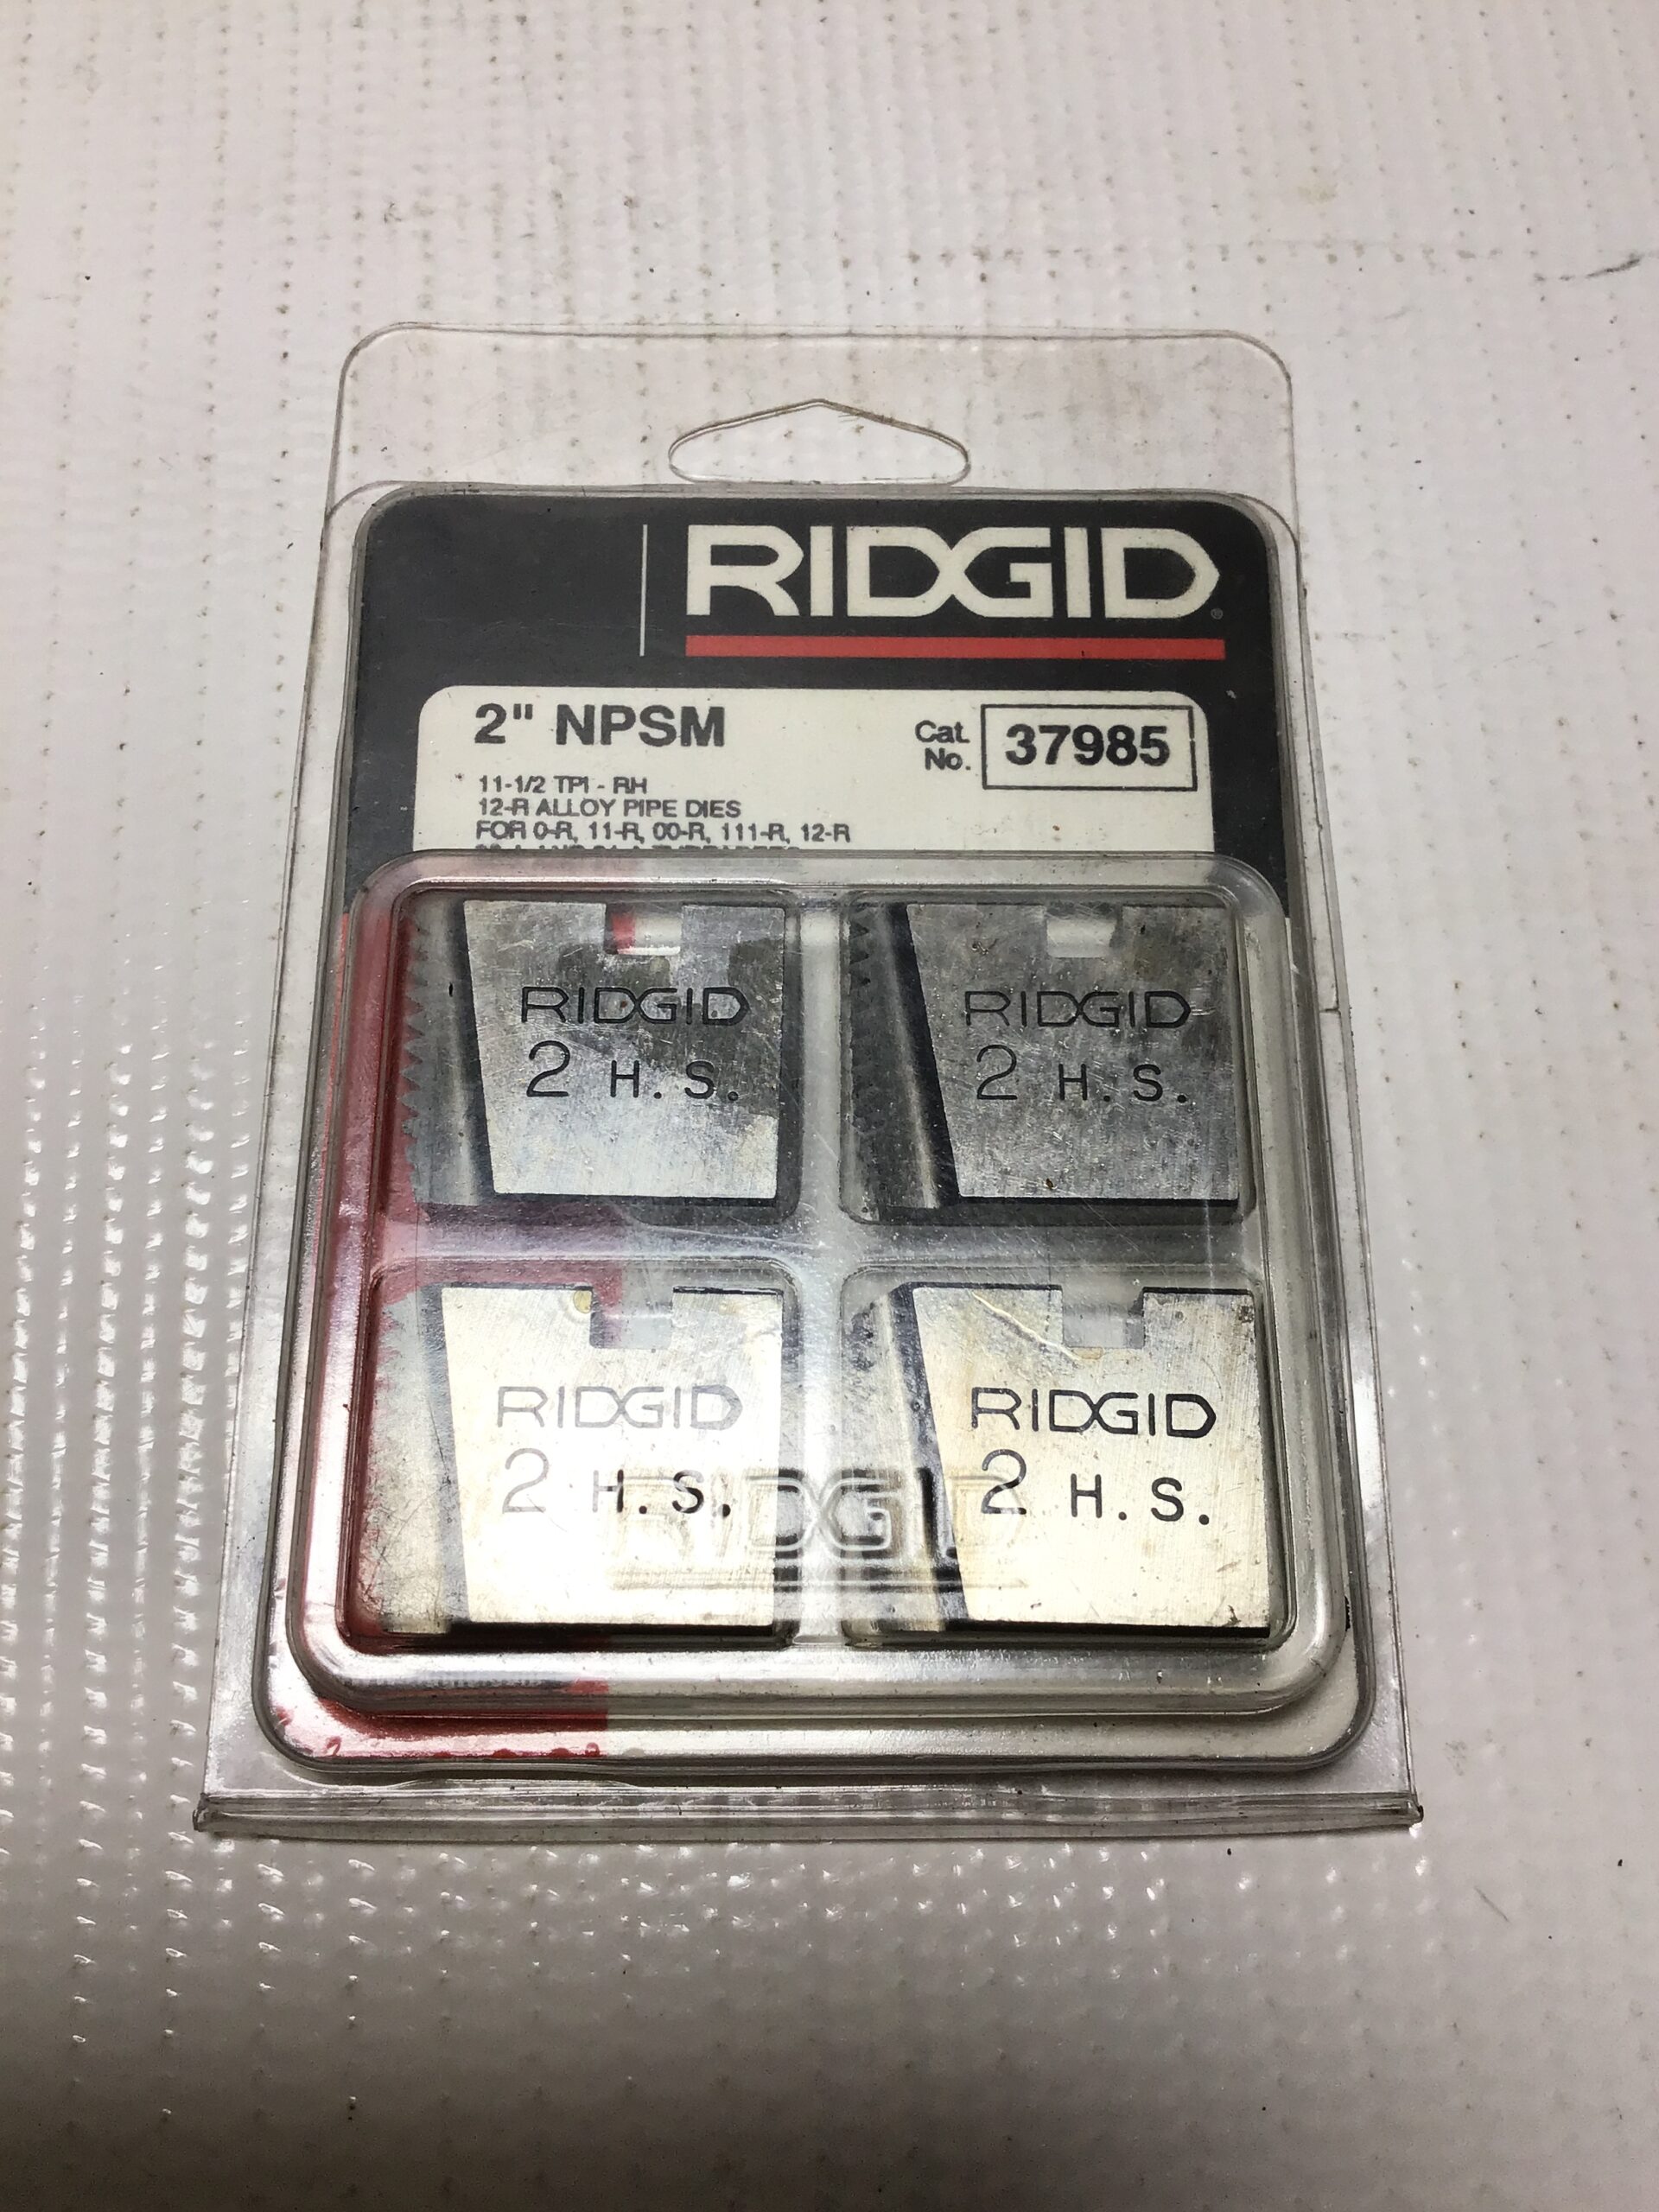 RIDGID®
2" NPSM
Cat. No. 37985
11-1/2 TPI - RH
12-R ALLOY PIPE DIES
FOR 0-R, 11-R, 00-R, 111-R, 12-R
RIDGID
2 H.S.
RIDGID
2 H.S.
RIDGID
2 H.S.
RIDGID
2 H.S.
RIDGID